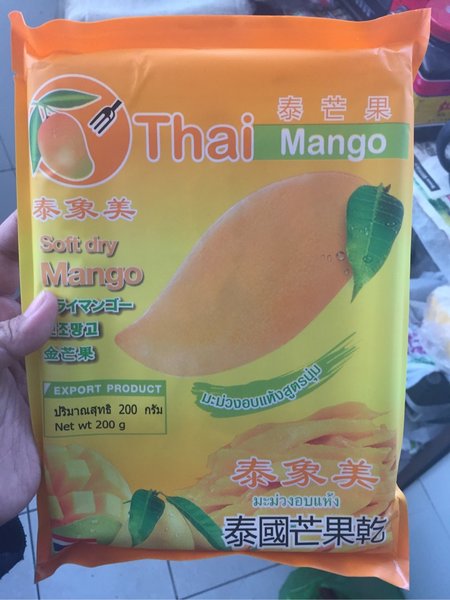 泰芒果
Thai Mango
泰象美
Soft dry
Mango
ライマンゴー
조망고
金芒果
EXPORT PRODUCT
ปริมาณสุทธิ 200 กรัม
Net wt 200 g
มะม่วงอบแห้งสูตรนุ่ม
泰象美
มะม่วงอบแห้ง
泰國芒果乾